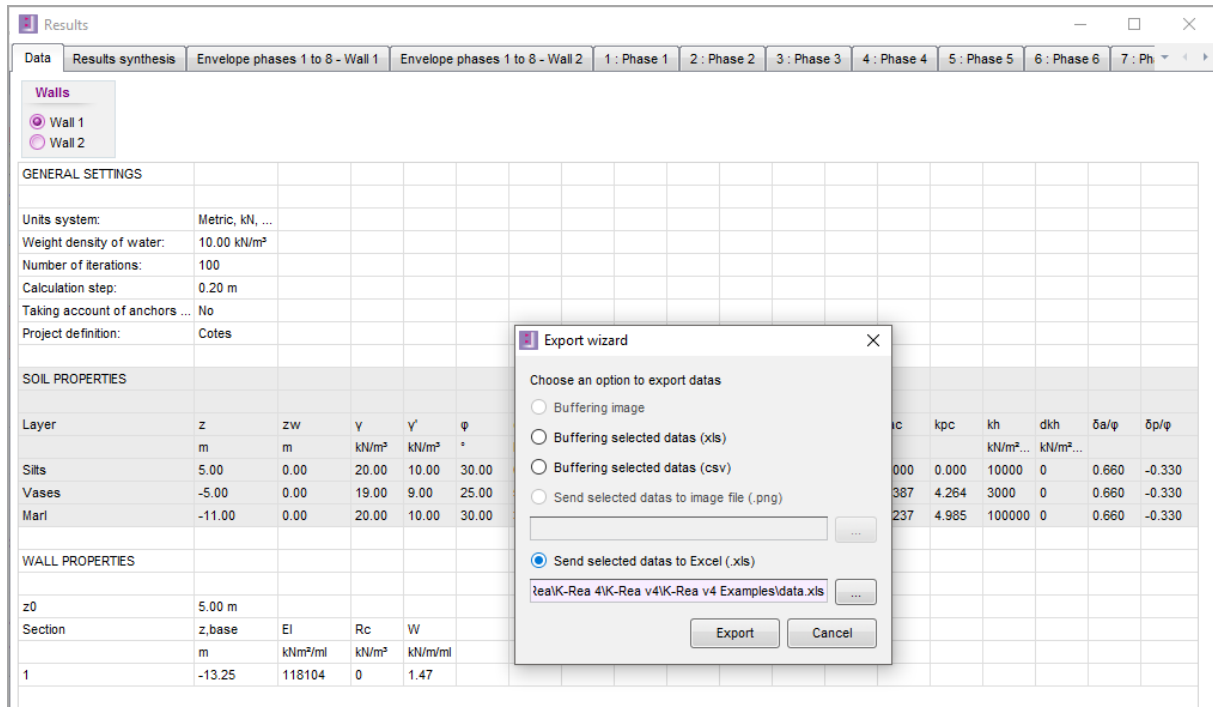 Results
Data Results synthesis Envelope phases 1 to 8 - Wall 1 Envelope phases 1 to 8 - Wall 2 1 : Phase 1 2 : Phase 2 3 : Phase 3 4 : Phase 4 5 : Phase 5 6 : Phase 6 7 : Ph
Walls
Wall 1
Wall 2
GENERAL SETTINGS
Units system: Metric, kN, ...
Weight density of water: 10.00 kN/m³
Number of iterations: 100
Calculation step: 0.20 m
Taking account of anchors ... No
Project definition: Cotes
SOIL PROPERTIES
Layer z zw γ γ' φ kpc kh dkh δa/φ δp/φ
m m kN/m³ kN/m³ ° kN/m²... kN/m²...
Silts 5.00 0.00 20.00 10.00 30.00 000 0.000 10000 0 0.660 -0.330
Vases -5.00 0.00 19.00 9.00 25.00 387 4.264 3000 0 0.660 -0.330
Marl -11.00 0.00 20.00 10.00 30.00 237 4.985 100000 0 0.660 -0.330
WALL PROPERTIES
z0 5.00 m
Section z,base EI Rc W
m kNm²/ml kN/m³ kN/m/ml
1 -13.25 118104 0 1.47
Export wizard
Choose an option to export datas
Buffering image
Buffering selected datas (xls)
Buffering selected datas (csv)
Send selected datas to image file (.png)
...
Send selected datas to Excel (.xls)
Rea\K-Rea 4\K-Rea v4\K-Rea v4 Examples\data.xls ...
Export Cancel